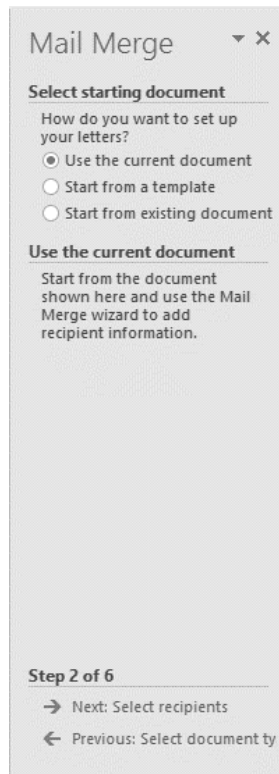 Mail Merge
Select starting document
How do you want to set up
your letters?
Use the current document
Start from a template
Start from existing document
Use the current document
Start from the document
shown here and use the Mail
Merge wizard to add
recipient information.
Step 2 of 6
Next: Select recipients
Previous: Select document ty